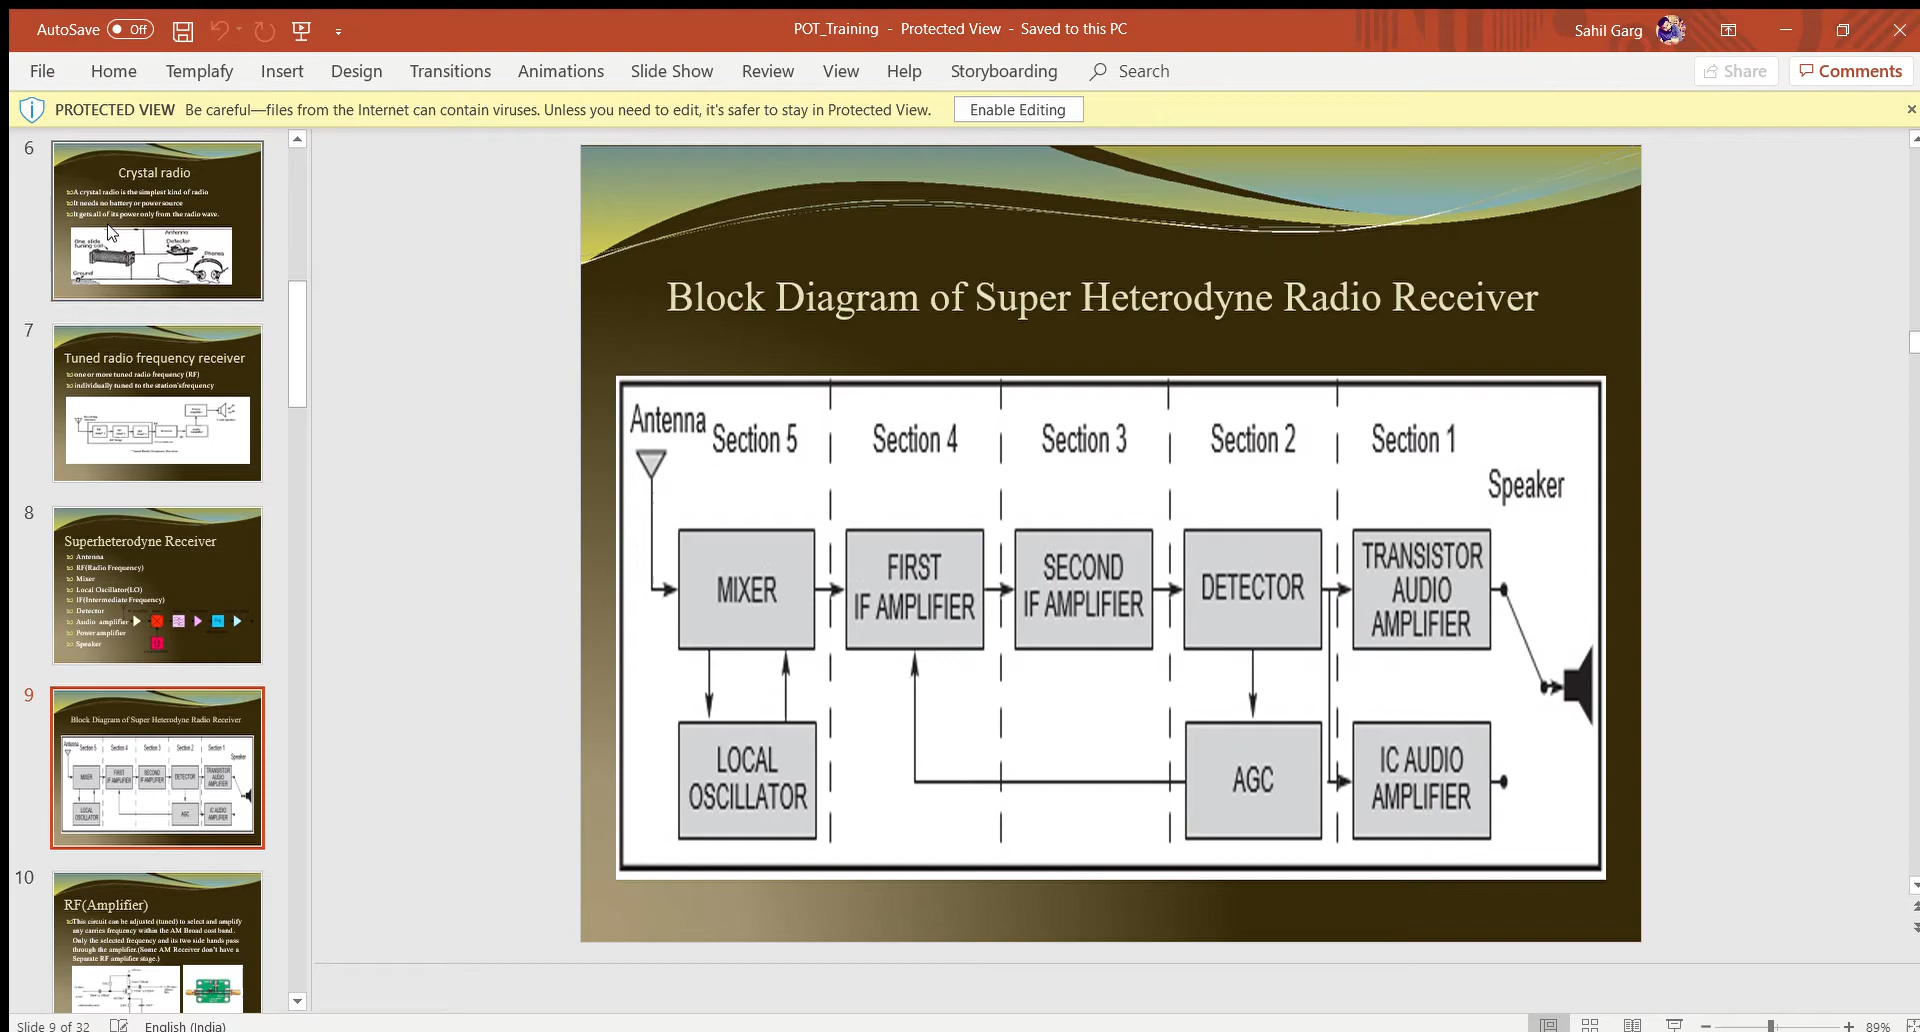 AutoSave Off
POT_Training - Protected View - Saved to this PC
Sahil Garg
File Home Templafy Insert Design Transitions Animations Slide Show Review View Help Storyboarding Search
Share Comments
PROTECTED VIEW Be careful—files from the Internet can contain viruses. Unless you need to edit, it's safer to stay in Protected View. Enable Editing
6
Crystal radio
A crystal radio is the simplest kind of radio
It needs no battery or power source
It gets all of its power only from the radio wave.
Antenna
One slide
Detector
tuning coil
Phones
Ground
7
Tuned radio frequency receiver
one or more tuned radio frequency (RF)
individually tuned to the station'sfrequency
8
Superheterodyne Receiver
Antenna
RF(Radio Frequency)
Mixer
Local Oscillator(LO)
IF(Intermediate Frequency)
Detector
Audio amplifier
Power amplifier
Speaker
9
Block Diagram of Super Heterodyne Radio Receiver
Antenna
Section 5 Section 4 Section 3 Section 2 Section 1
Speaker
MIXER
FIRST
IF AMPLIFIER
SECOND
IF AMPLIFIER
DETECTOR
TRANSISTOR
AUDIO
AMPLIFIER
LOCAL
OSCILLATOR
AGC
IC AUDIO
AMPLIFIER
10
RF(Amplifier)
This circuit can be adjusted (tuned) to select and amplify
any carries frequency within the AM Broad cost band.
Only the selected frequency and its two side bands pass
through the amplifier.(Some AM Receiver don't have a
Separate RF amplifier stage.)
Block Diagram of Super Heterodyne Radio Receiver
Antenna
Section 5 Section 4 Section 3 Section 2 Section 1
Speaker
MIXER
FIRST
IF AMPLIFIER
SECOND
IF AMPLIFIER
DETECTOR
TRANSISTOR
AUDIO
AMPLIFIER
LOCAL
OSCILLATOR
AGC
IC AUDIO
AMPLIFIER
Slide 9 of 32 English (India)
89%